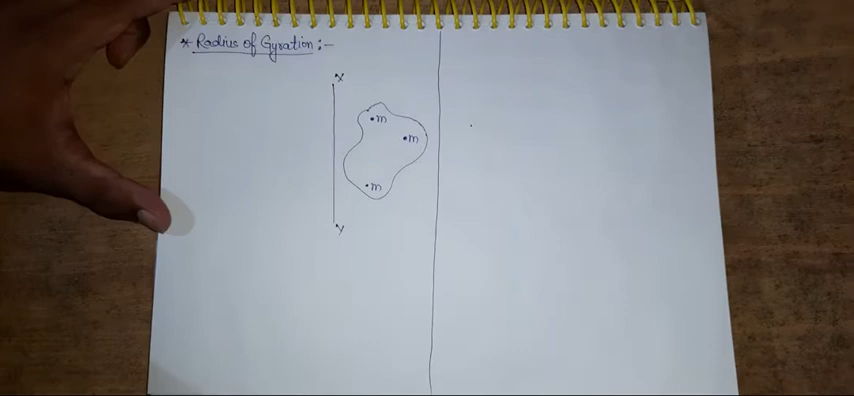 * Radius of Gyration :-
X
•m
•m
•m
Y